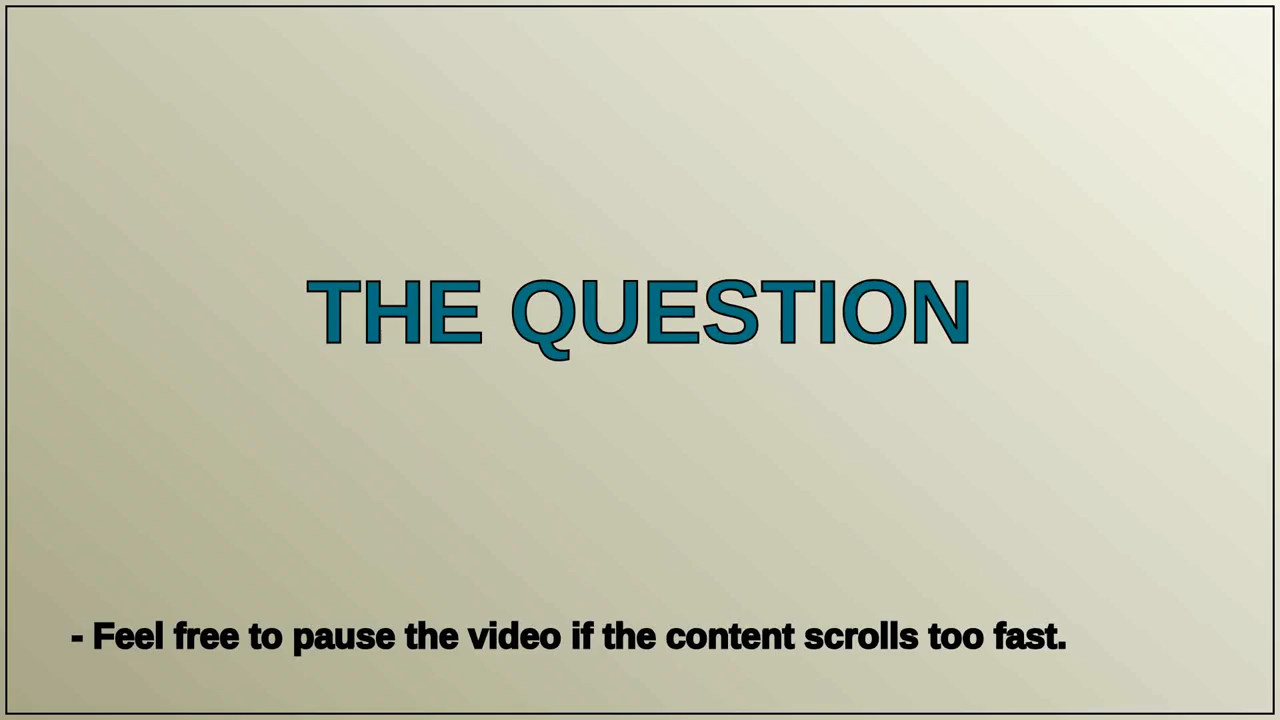 THE QUESTION
- Feel free to pause the video if the content scrolls too fast.